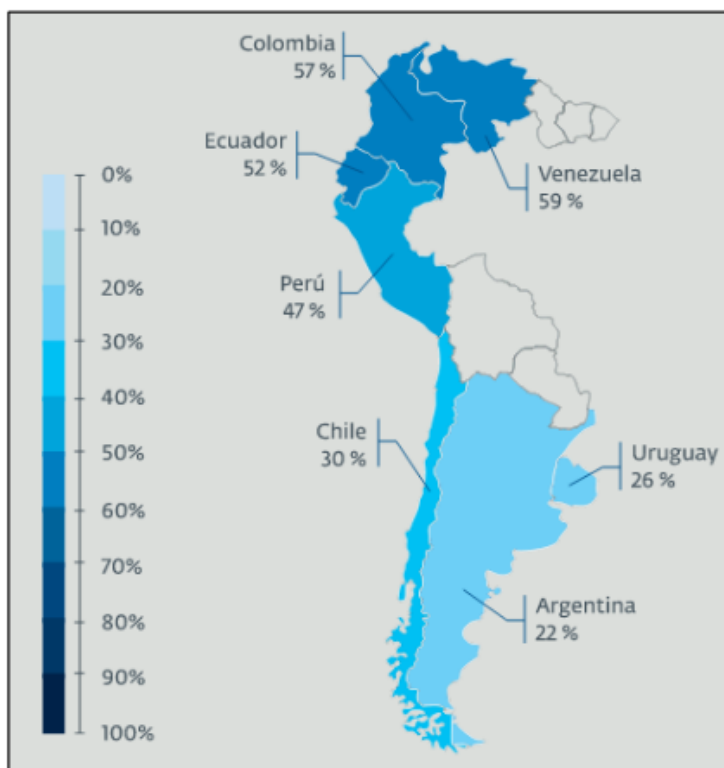 Colombia
57 %
Ecuador
52 %
Venezuela
59 %
Perú
47 %
Chile
30 %
Uruguay
26 %
Argentina
22 %
0%
10%
20%
30%
40%
50%
60%
70%
80%
90%
100%